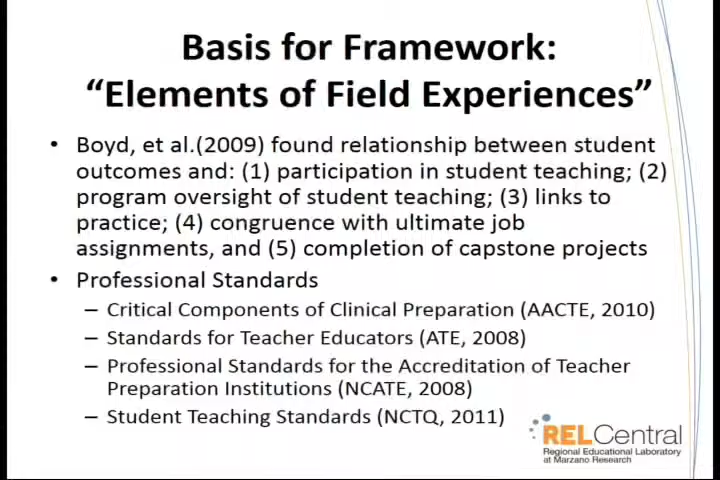 Basis for Framework:
“Elements of Field Experiences”
• Boyd, et al.(2009) found relationship between student
outcomes and: (1) participation in student teaching; (2)
program oversight of student teaching; (3) links to
practice; (4) congruence with ultimate job
assignments, and (5) completion of capstone projects
• Professional Standards
– Critical Components of Clinical Preparation (AACTE, 2010)
– Standards for Teacher Educators (ATE, 2008)
– Professional Standards for the Accreditation of Teacher
Preparation Institutions (NCATE, 2008)
– Student Teaching Standards (NCTQ, 2011)
RELCentral
Regional Educational Laboratory
at Marzano Research